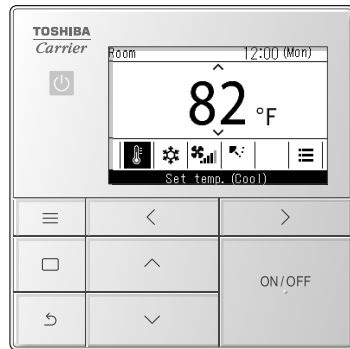 TOSHIBA
Carrier
Room 12:00 (Mon)
82 °F
Set temp. (Cool)
ON/OFF